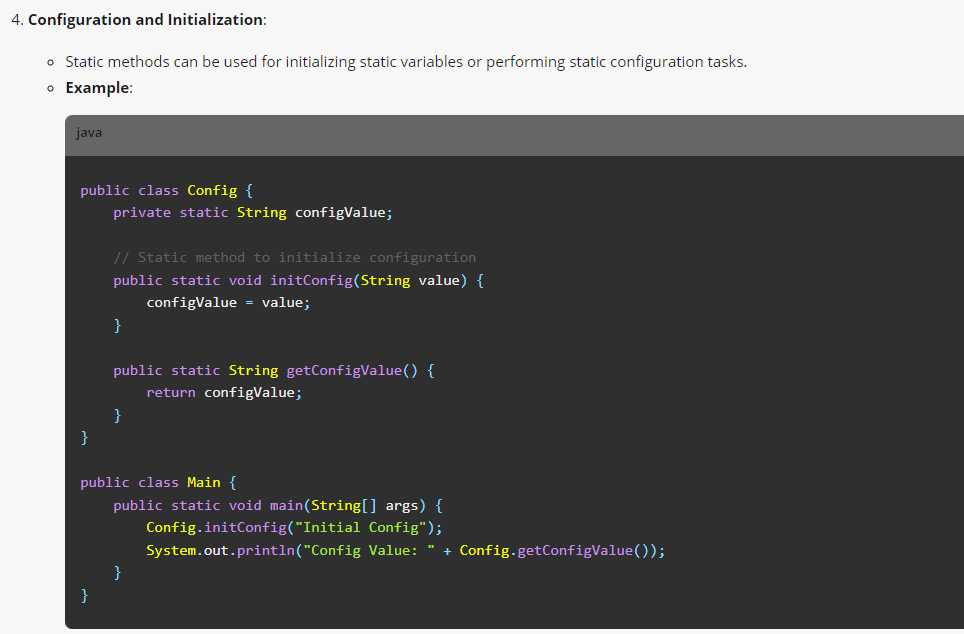 4. Configuration and Initialization:
Static methods can be used for initializing static variables or performing static configuration tasks.
Example:
java
public class Config {
    private static String configValue;
    // Static method to initialize configuration
    public static void initConfig(String value) {
        configValue = value;
    }
    public static String getConfigValue() {
        return configValue;
    }
}
public class Main {
    public static void main(String[] args) {
        Config.initConfig("Initial Config");
        System.out.println("Config Value: " + Config.getConfigValue());
    }
}